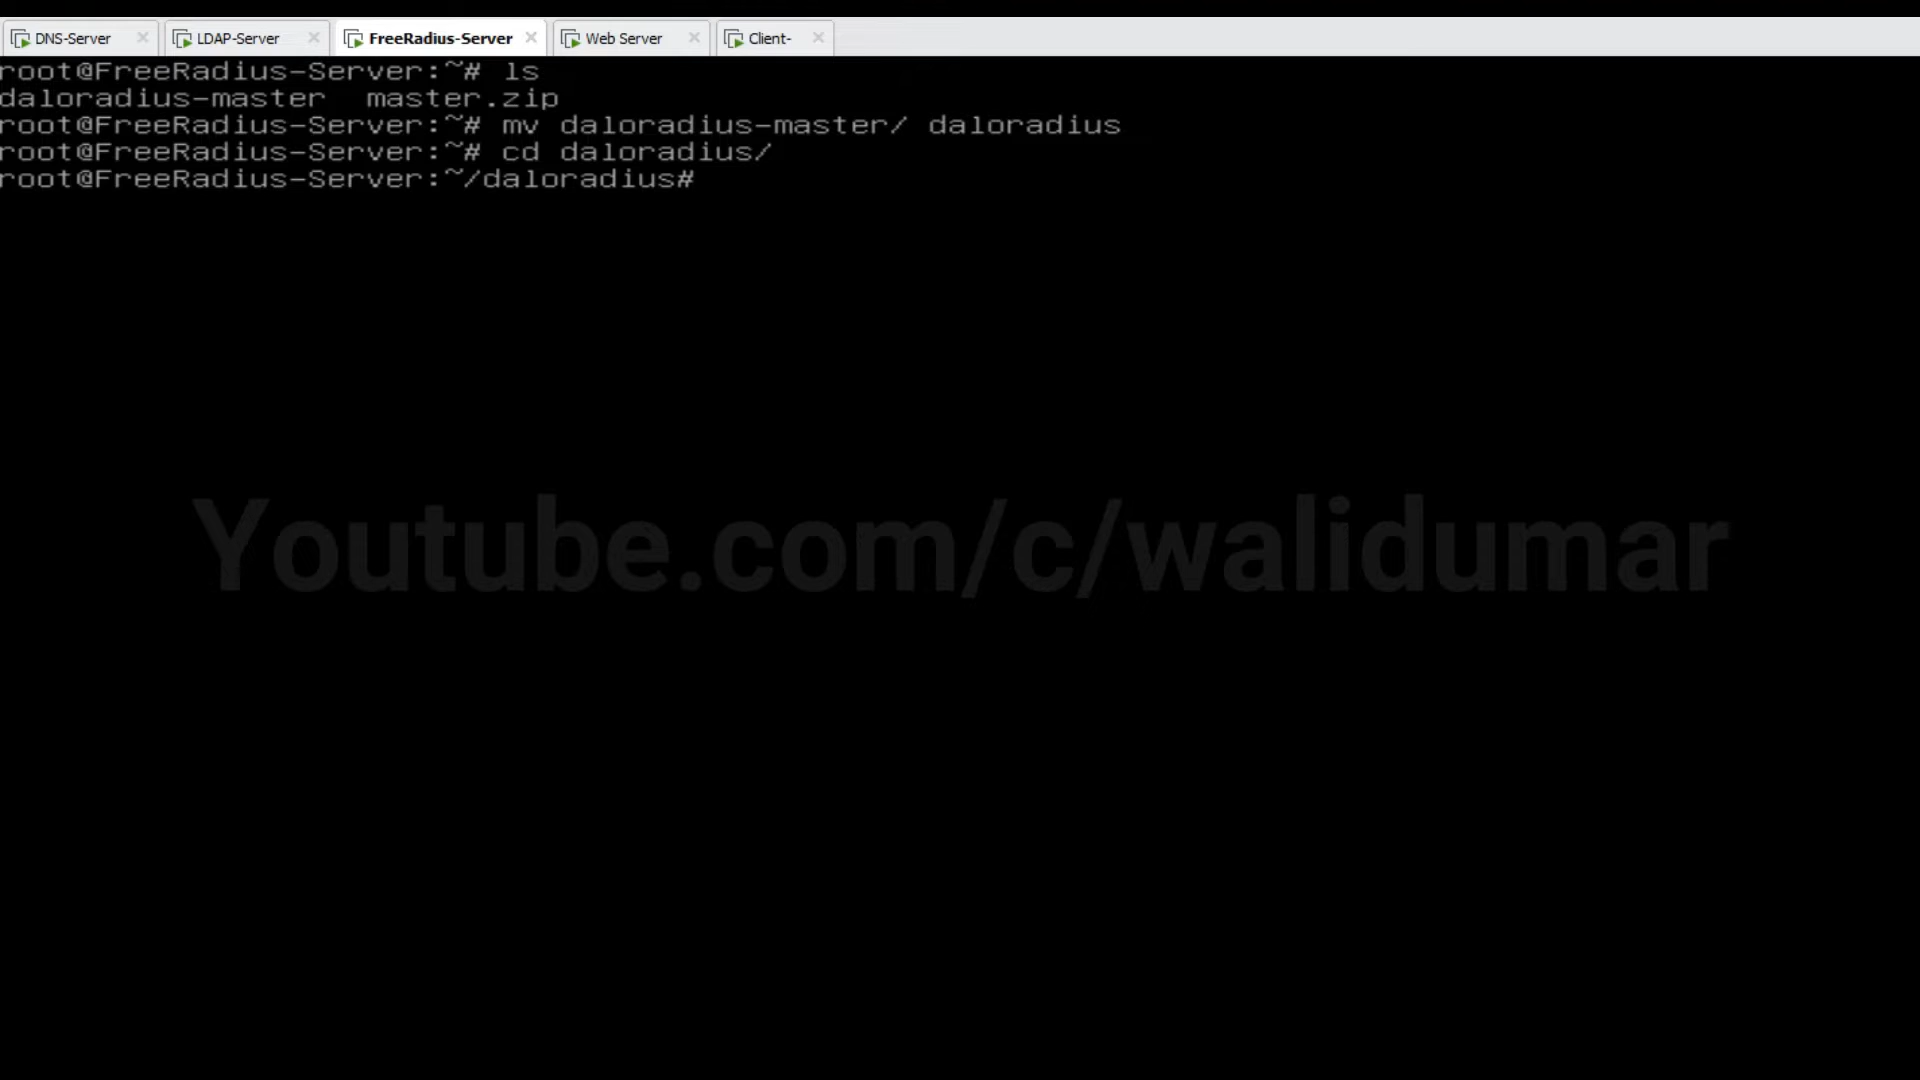 DNS-Server LDAP-Server FreeRadius-Server Web Server Client-
root@FreeRadius-Server:~# ls
daloradius-master master.zip
root@FreeRadius-Server:~# mv daloradius-master/ daloradius
root@FreeRadius-Server:~# cd daloradius/
root@FreeRadius-Server:~/daloradius#
Youtube.com/c/walidumar